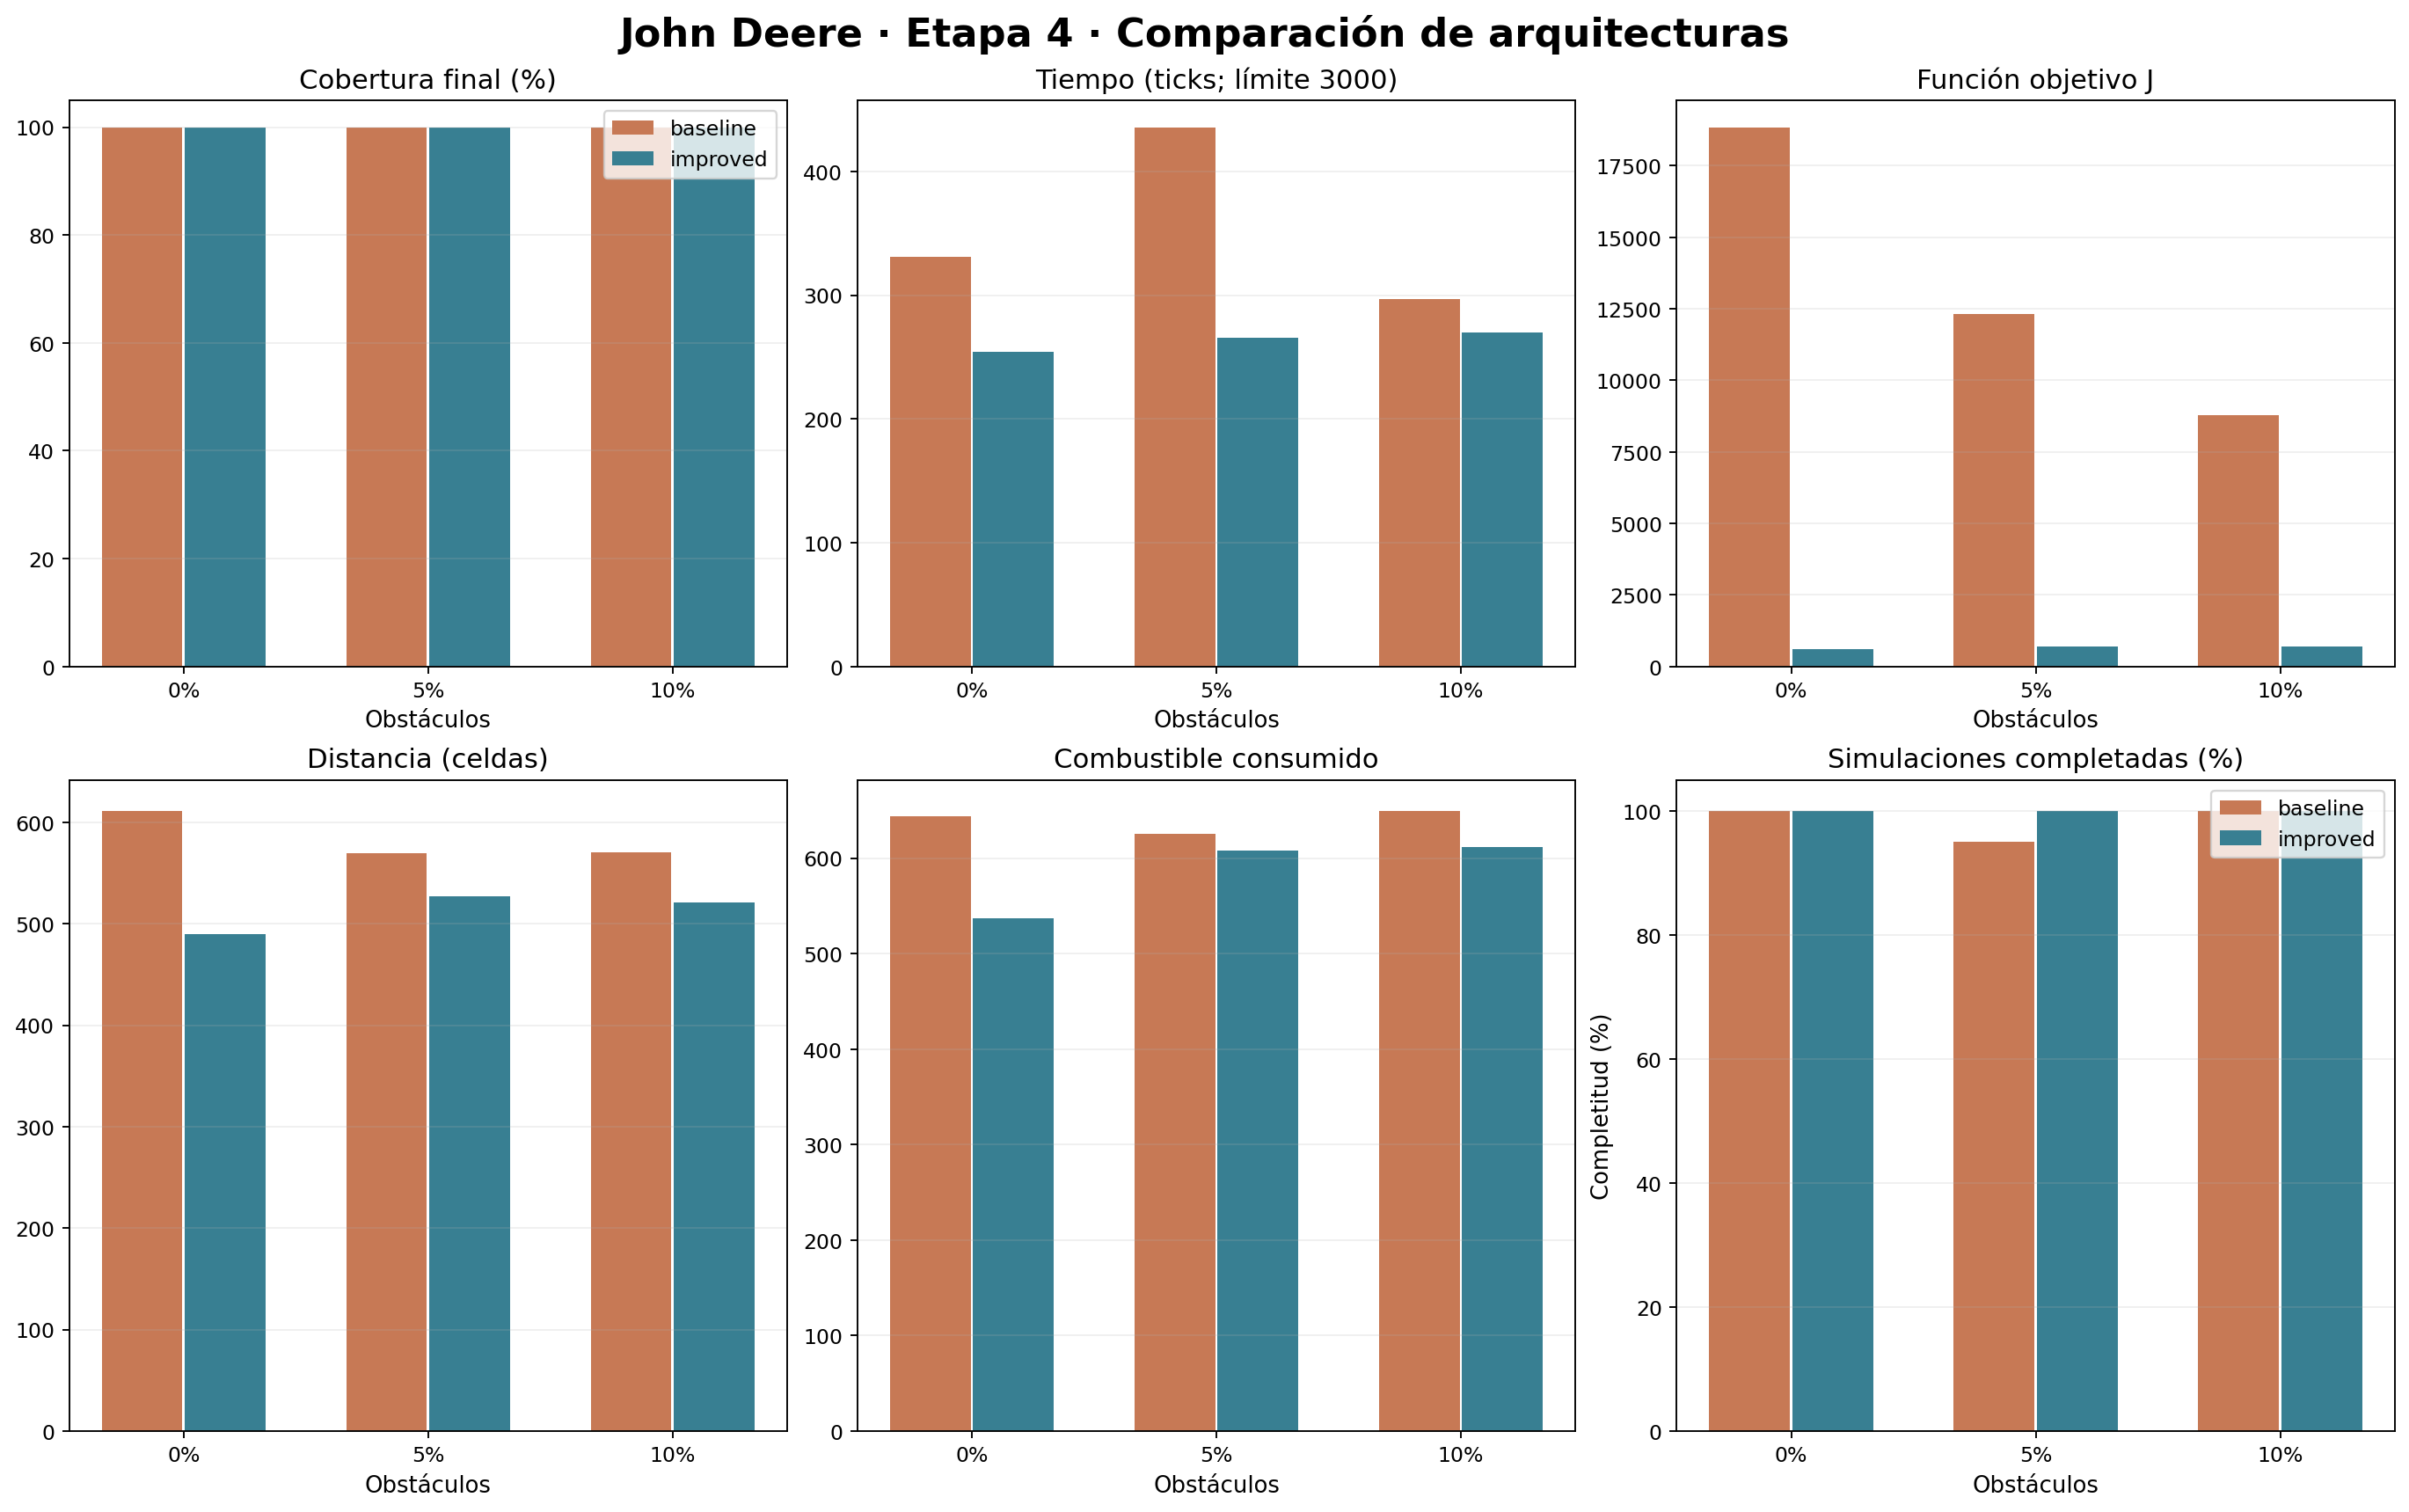 John Deere · Etapa 4 · Comparación de arquitecturas
Cobertura final (%)
100
80
60
40
20
0
baseline
improved
0% 5% 10%
Obstáculos
Tiempo (ticks; límite 3000)
400
300
200
100
0
0% 5% 10%
Obstáculos
Función objetivo J
17500
15000
12500
10000
7500
5000
2500
0
0% 5% 10%
Obstáculos
Distancia (celdas)
600
500
400
300
200
100
0
0% 5% 10%
Obstáculos
Combustible consumido
600
500
400
300
200
100
0
0% 5% 10%
Obstáculos
Simulaciones completadas (%)
Completitud (%)
100
80
60
40
20
0
baseline
improved
0% 5% 10%
Obstáculos